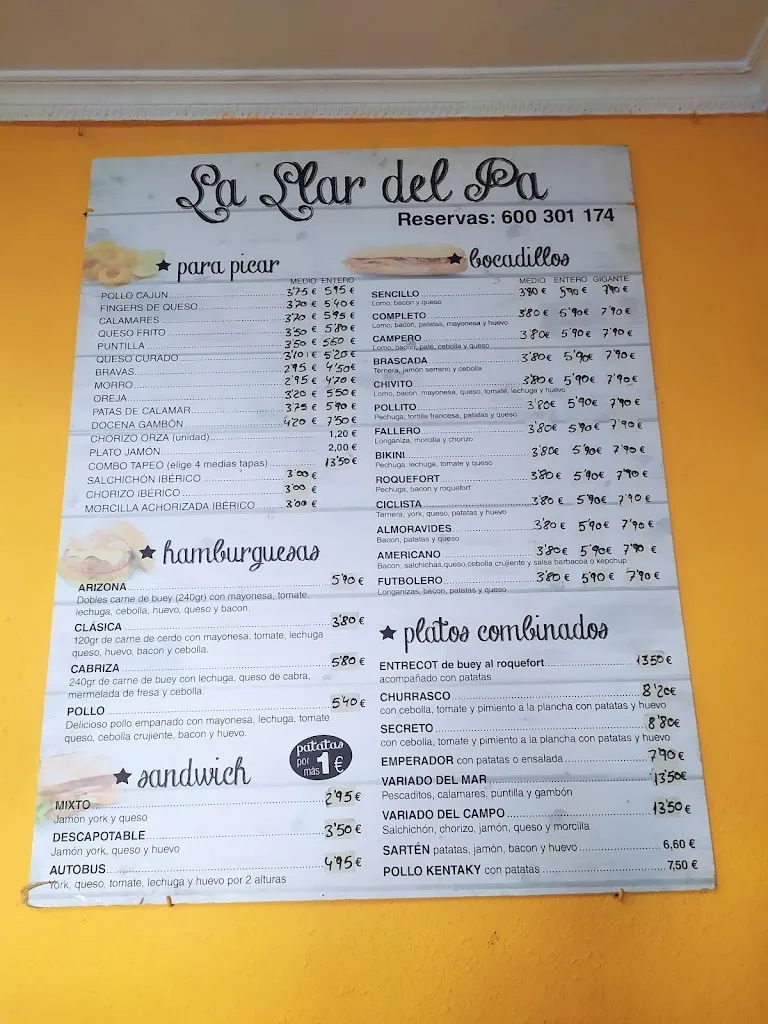 La Llar del Pa
Reservas: 600 301 174
★ para picar
MEDIO ENTERO
POLLO CAJUN 3'75 € 5'95 €
FINGERS DE QUESO 3'70 € 5'40 €
CALAMARES 3'70 € 5'95 €
QUESO FRITO 3'50 € 5'80 €
PUNTILLA 3'50 € 5'60 €
QUESO CURADO 3'10 € 5'20 €
BRAVAS 2'95 € 4'50 €
MORRO 2'95 € 4'70 €
OREJA 3'20 € 5'50 €
PATAS DE CALAMAR 3'75 € 5'90 €
DOCENA GAMBÓN 4'20 € 7'50 €
CHORIZO ORZA (unidad) 1,20 €
PLATO JAMÓN 2,00 €
COMBO TAPEO (elige 4 medias tapas) 13'50 €
SALCHICHÓN IBÉRICO 3'00 €
CHORIZO IBÉRICO 3'00 €
MORCILLA ACHORIZADA IBÉRICO 3'00 €
★ hamburguesas
ARIZONA 5'90 €
Dobles carne de buey (240gr) con mayonesa, tomate,
lechuga, cebolla, huevo, queso y bacon.
CLÁSICA 3'80 €
120gr de carne de cerdo con mayonesa, tomate, lechuga
queso, huevo, bacon y cebolla.
CABRIZA 5'80 €
240gr de carne de buey con lechuga, queso de cabra,
mermelada de fresa y cebolla.
POLLO 5'40 €
Delicioso pollo empanado con mayonesa, lechuga, tomate
queso, cebolla crujiente, bacon y huevo.
patatas
por 1 €
más
★ sandwich
MIXTO 2'95 €
Jamón york y queso
DESCAPOTABLE 3'50 €
Jamón york, queso y huevo
AUTOBUS 4'95 €
York, queso, tomate, lechuga y huevo por 2 alturas
★ bocadillos
MEDIO ENTERO GIGANTE
SENCILLO 3'80 € 5'90 € 7'90 €
Lomo, bacon y queso
COMPLETO 3'80 € 5'90 € 7'90 €
Lomo, bacon, patatas, mayonesa y huevo
CAMPERO 3'80 € 5'90 € 7'90 €
Lomo, bacon, paté, cebolla y queso
BRASCADA 3'80 € 5'90 € 7'90 €
Ternera, jamón serrano y cebolla
CHIVITO 3'80 € 5'90 € 7'90 €
Lomo, bacon, mayonesa, queso, tomate, lechuga y huevo
POLLITO 3'80 € 5'90 € 7'90 €
Pechuga, tortilla francesa, patatas y queso
FALLERO 3'80 € 5'90 € 7'90 €
Longaniza, morcilla y chorizo
BIKINI 3'80 € 5'90 € 7'90 €
Pechuga, lechuga, tomate y queso
ROQUEFORT 3'80 € 5'90 € 7'90 €
Pechuga, bacon y roquefort
CICLISTA 3'80 € 5'90 € 7'90 €
Ternera, york, queso, patatas y huevo
ALMORAVIDES 3'80 € 5'90 € 7'90 €
Bacon, patatas y queso
AMERICANO 3'80 € 5'90 € 7'90 €
Bacon, salchichas,queso,cebolla crujiente y salsa barbacoa o kepchup
FUTBOLERO 3'80 € 5'90 € 7'90 €
Longanizas, bacon, patatas y queso
★ platos combinados
ENTRECOT de buey al roquefort 13'50 €
acompañado con patatas
CHURRASCO 8'20 €
con cebolla, tomate y pimiento a la plancha con patatas y huevo
SECRETO 8'80 €
con cebolla, tomate y pimiento a la plancha con patatas y huevo
EMPERADOR con patatas o ensalada 7'90 €
VARIADO DEL MAR 13'50 €
Pescaditos, calamares, puntilla y gambón
VARIADO DEL CAMPO 13'50 €
Salchichón, chorizo, jamón, queso y morcilla
SARTÉN patatas, jamón, bacon y huevo 6,60 €
POLLO KENTAKY con patatas 7,50 €